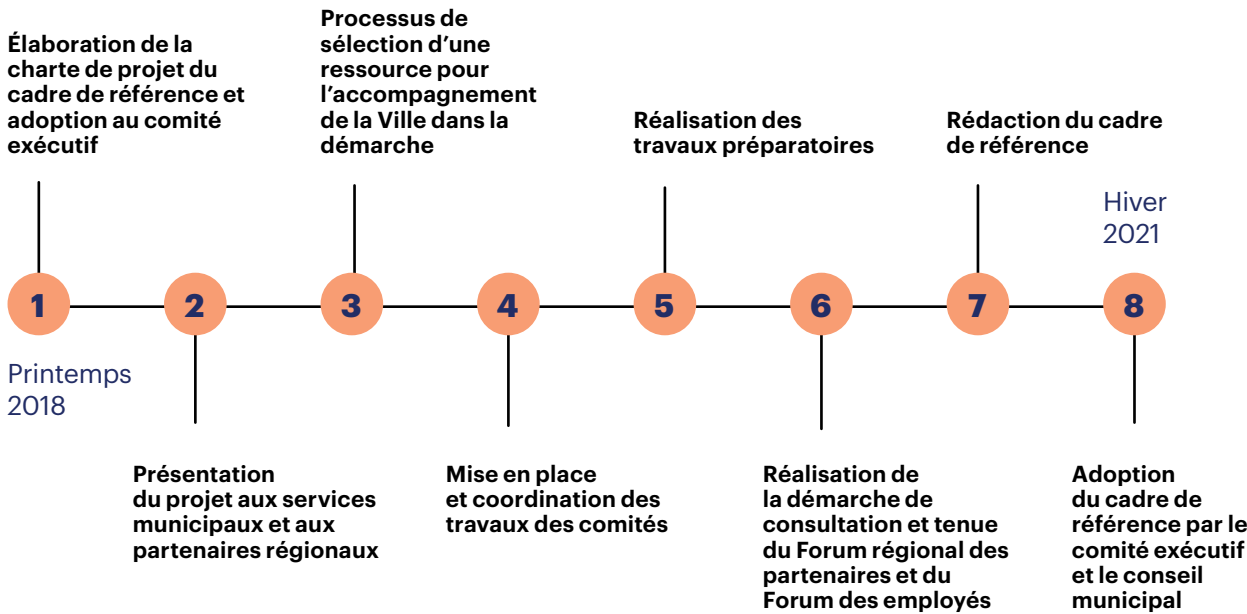 Élaboration de la
charte de projet du
cadre de référence et
adoption au comité
exécutif
Processus de
sélection d'une
ressource pour
l'accompagnement
de la Ville dans la
démarche
Réalisation des
travaux préparatoires
Rédaction du cadre
de référence
Hiver
2021
1
2
3
4
5
6
7
8
Printemps
2018
Présentation
du projet aux services
municipaux et aux
partenaires régionaux
Mise en place
et coordination des
travaux des comités
Réalisation de
la démarche de
consultation et tenue
du Forum régional des
partenaires et du
Forum des employés
Adoption
du cadre de
référence par le
comité exécutif
et le conseil
municipal